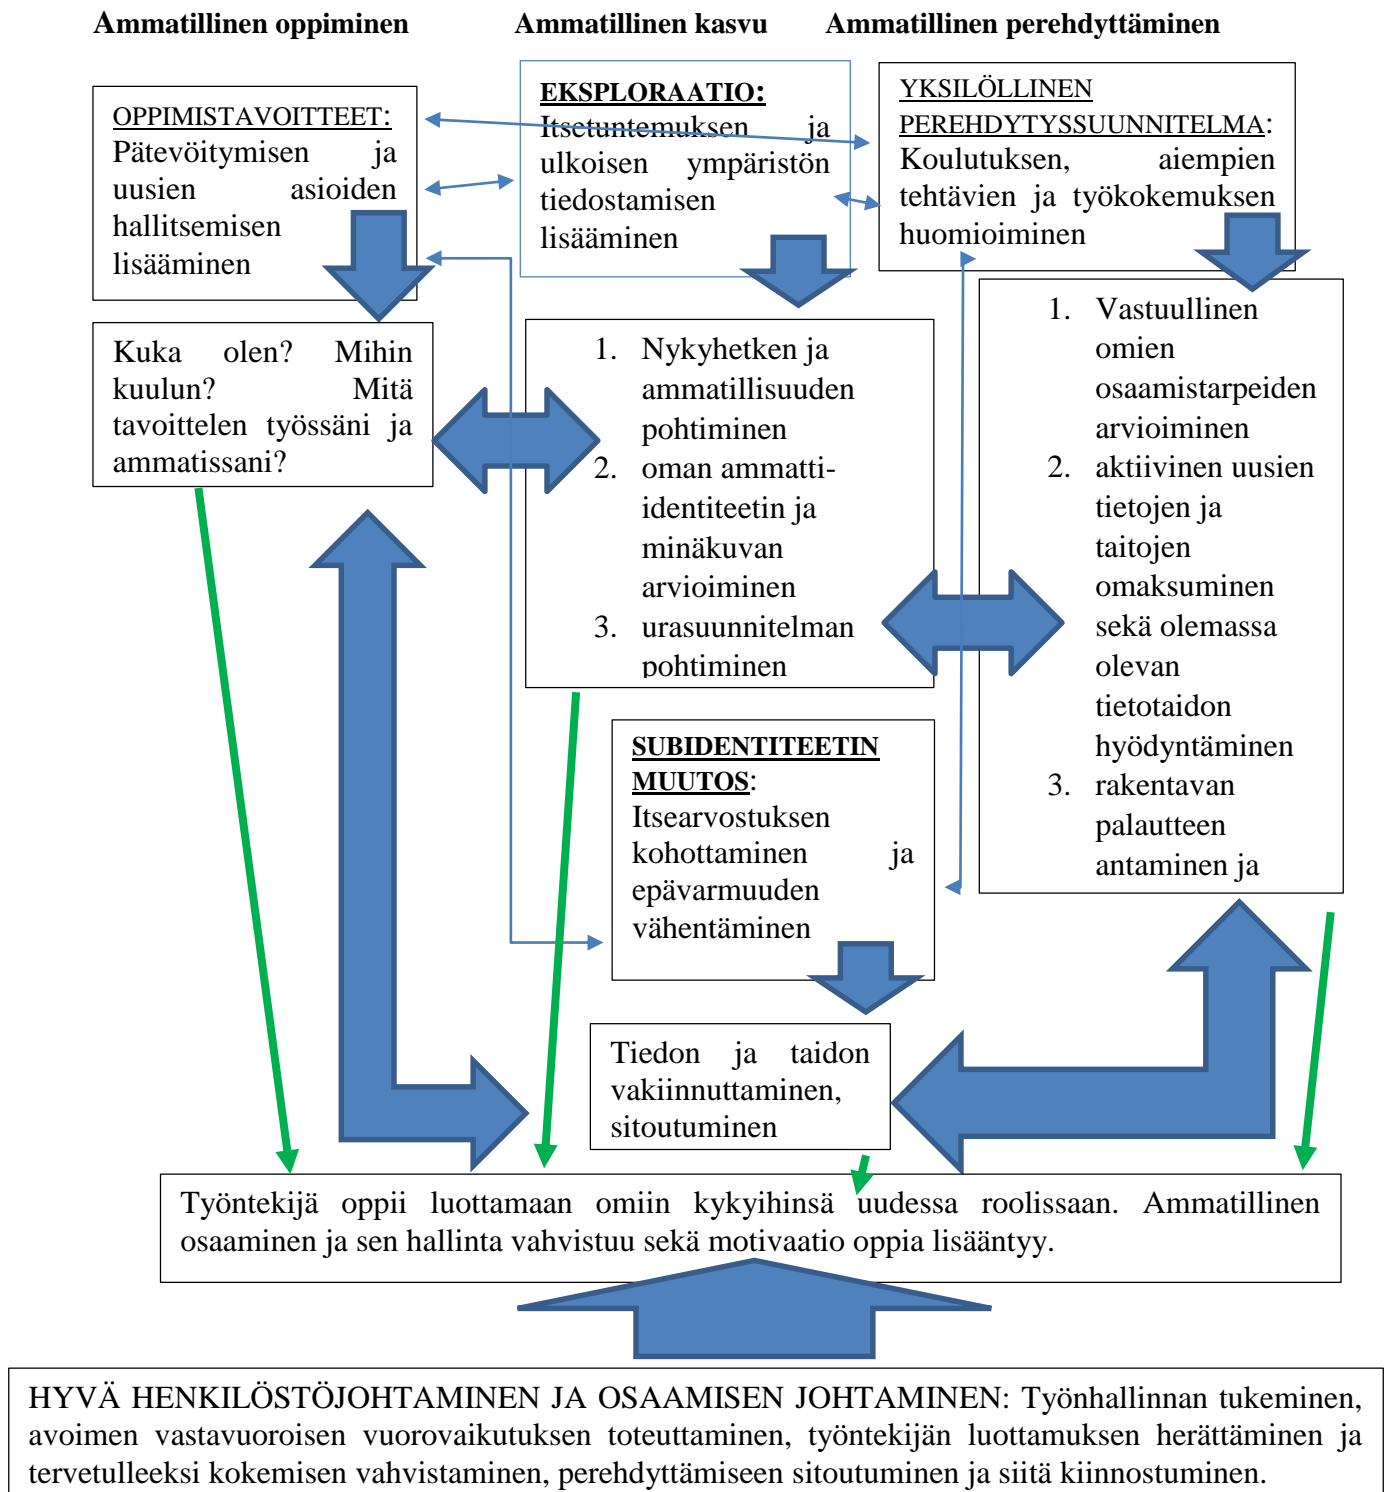 Ammatillinen oppiminen Ammatillinen kasvu Ammatillinen perehdyttäminen
OPPIMISTAVOITTEET:
Pätevöitymisen ja
uusien asioiden
hallitsemisen
lisääminen
EKSPLORAATIO:
Itsetuntemuksen ja
ulkoisen ympäristön
tiedostamisen
lisääminen
YKSILÖLLINEN
PEREHDYTYSSUUNNITELMA:
Koulutuksen, aiempien
tehtävien ja työkokemuksen
huomioiminen
Kuka olen? Mihin
kuulun? Mitä
tavoittelen työssäni ja
ammatissani?
1. Nykyhetken ja
ammatillisuuden
pohtiminen
2. oman ammatti-
identiteetin ja
minäkuvan
arvioiminen
3. urasuunnitelman
pohtiminen
1. Vastuullinen
omien
osaamistarpeiden
arvioiminen
2. aktiivinen uusien
tietojen ja
taitojen
omaksuminen
sekä olemassa
olevan
tietotaidon
hyödyntäminen
3. rakentavan
palautteen
antaminen ja
SUBIDENTITEETIN
MUUTOS:
Itsearvostuksen
kohottaminen ja
epävarmuuden
vähentäminen
Tiedon ja taidon
vakiinnuttaminen,
sitoutuminen
Työntekijä oppii luottamaan omiin kykyihinsä uudessa roolissaan. Ammatillinen
osaaminen ja sen hallinta vahvistuu sekä motivaatio oppia lisääntyy.
HYVÄ HENKILÖSTÖJOHTAMINEN JA OSAAMISEN JOHTAMINEN: Työnhallinnan tukeminen,
avoimen vastavuoroisen vuorovaikutuksen toteuttaminen, työntekijän luottamuksen herättäminen ja
tervetulleeksi kokemisen vahvistaminen, perehdyttämiseen sitoutuminen ja siitä kiinnostuminen.